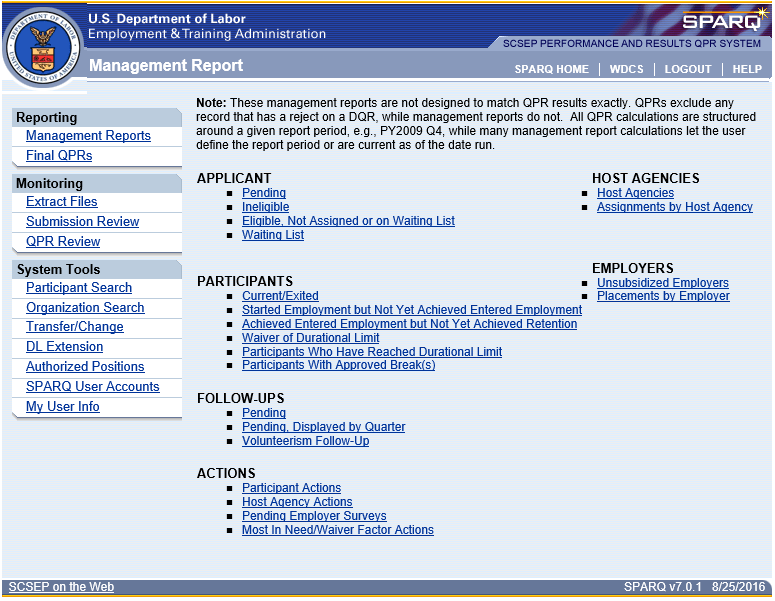 U.S. Department of Labor
Employment & Training Administration
SPARQ
SCSEP PERFORMANCE AND RESULTS QPR SYSTEM
DEPARTMENT OF LABOR
UNITED STATES OF AMERICA
Management Report
SPARQ HOME | WDCS | LOGOUT | HELP
Reporting
Management Reports
Final QPRs
Monitoring
Extract Files
Submission Review
QPR Review
System Tools
Participant Search
Organization Search
Transfer/Change
DL Extension
Authorized Positions
SPARQ User Accounts
My User Info
Note: These management reports are not designed to match QPR results exactly. QPRs exclude any
record that has a reject on a DQR, while management reports do not. All QPR calculations are structured
around a given report period, e.g., PY2009 Q4, while many management report calculations let the user
define the report period or are current as of the date run.
APPLICANT
Pending
Ineligible
Eligible, Not Assigned or on Waiting List
Waiting List
PARTICIPANTS
Current/Exited
Started Employment but Not Yet Achieved Entered Employment
Achieved Entered Employment but Not Yet Achieved Retention
Waiver of Durational Limit
Participants Who Have Reached Durational Limit
Participants With Approved Break(s)
FOLLOW-UPS
Pending
Pending, Displayed by Quarter
Volunteerism Follow-Up
ACTIONS
Participant Actions
Host Agency Actions
Pending Employer Surveys
Most In Need/Waiver Factor Actions
HOST AGENCIES
Host Agencies
Assignments by Host Agency
EMPLOYERS
Unsubsidized Employers
Placements by Employer
SCSEP on the Web
SPARQ v7.0.1 8/25/2016